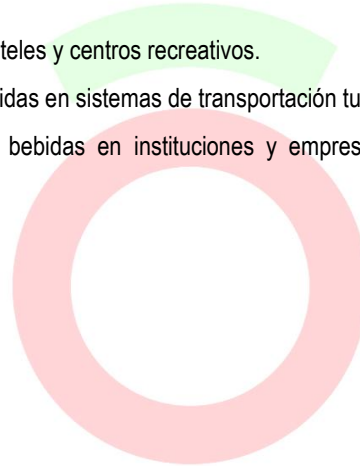 teles y centros recreativos.
idas en sistemas de transportación tu
bebidas en instituciones y empres